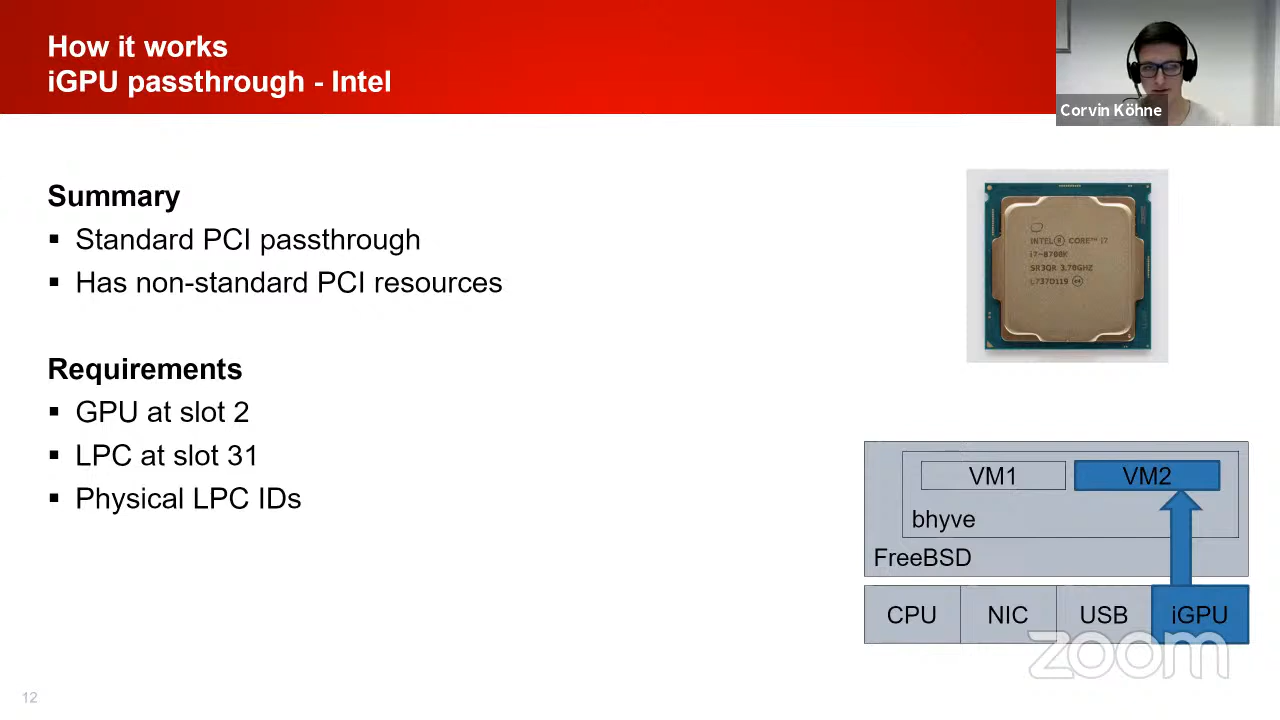 How it works
iGPU passthrough - Intel
Corvin Köhne
Summary
▪ Standard PCI passthrough
▪ Has non-standard PCI resources
Requirements
▪ GPU at slot 2
▪ LPC at slot 31
▪ Physical LPC IDs
INTEL® CORE™ i7
i7-8700K
SR3QR 3.70GHZ
L737D119
VM1
VM2
bhyve
FreeBSD
CPU
NIC
USB
iGPU
zoom
12